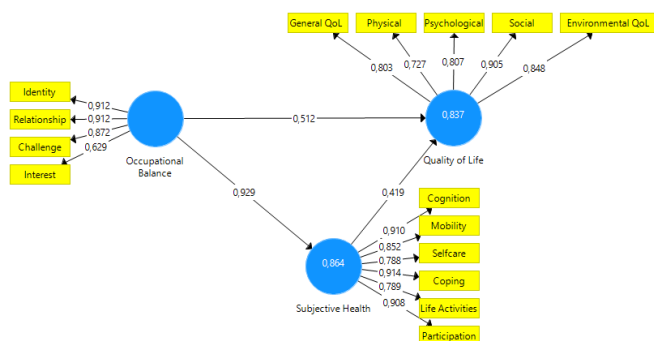 General QoL
Physical
Psychological
Social
Environmental QoL
0,803
0,727
0,807
0,905
0,848
Identity
Relationship
Challenge
Interest
0,912
0,912
0,872
0,629
0,512
0,837
Occupational
Balance
Quality of Life
0,929
0,419
0,864
Subjective Health
0,910
0,852
0,788
0,914
0,789
0,908
Cognition
Mobility
Selfcare
Coping
Life Activities
Participation